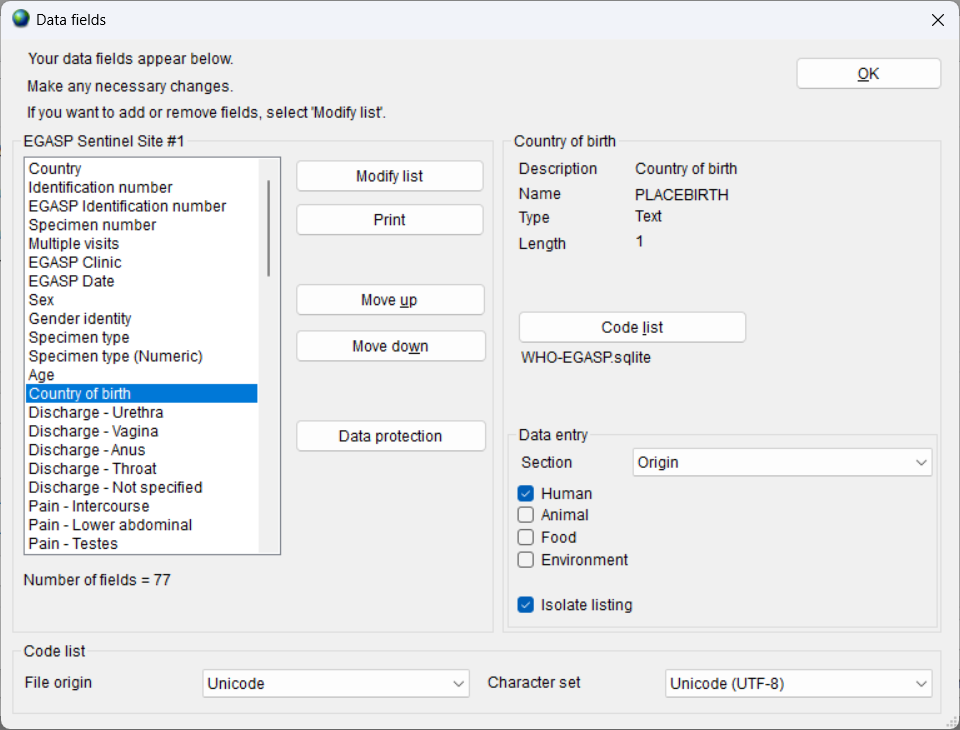 Data fields
Your data fields appear below.
Make any necessary changes.
If you want to add or remove fields, select 'Modify list'.
OK
EGASP Sentinel Site #1
Country
Identification number
EGASP Identification number
Specimen number
Multiple visits
EGASP Clinic
EGASP Date
Sex
Gender identity
Specimen type
Specimen type (Numeric)
Age
Country of birth
Discharge - Urethra
Discharge - Vagina
Discharge - Anus
Discharge - Throat
Discharge - Not specified
Pain - Intercourse
Pain - Lower abdominal
Pain - Testes
Number of fields = 77
Modify list
Print
Move up
Move down
Data protection
Country of birth
Description Country of birth
Name PLACEBIRTH
Type Text
Length 1
Code list
WHO-EGASP.sqlite
Data entry
Section Origin
Human
Animal
Food
Environment
Isolate listing
Code list
File origin Unicode Character set Unicode (UTF-8)